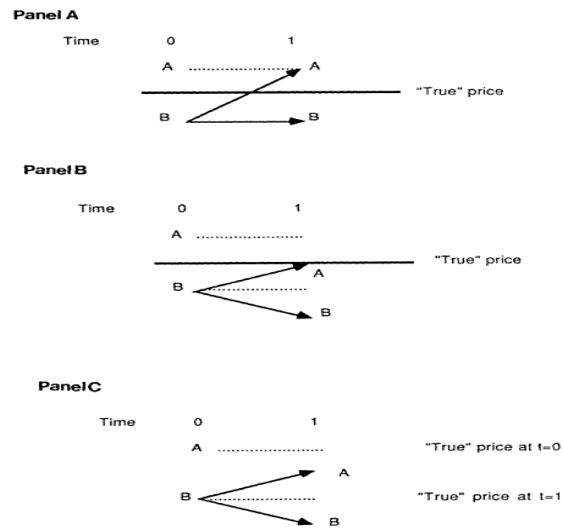 Panel A
Time 0 1
A A
"True" price
B B
Panel B
Time 0 1
A
"True" price
A
B
B
Panel C
Time 0 1
A "True" price at t=0
A
B "True" price at t=1
B